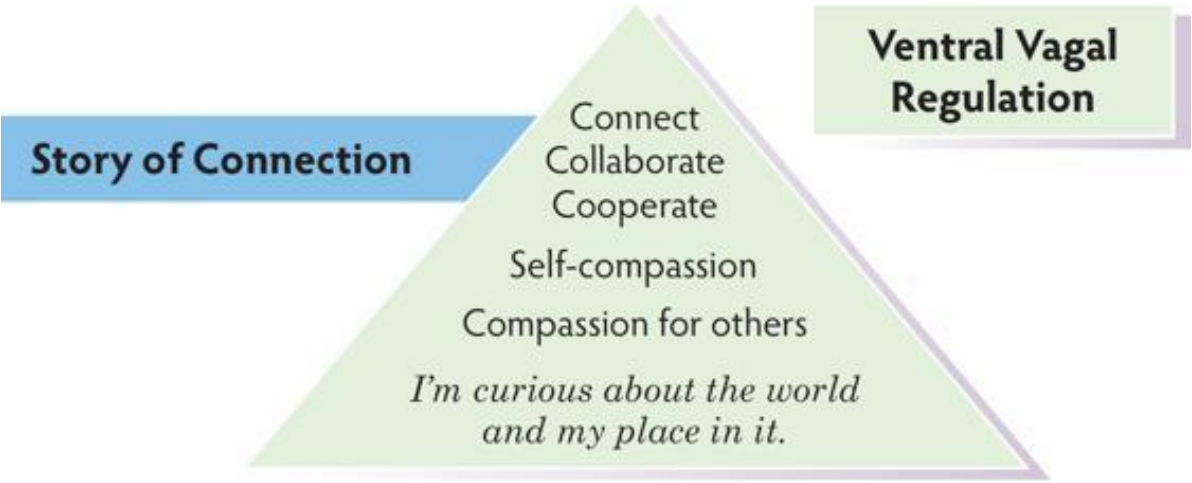 Ventral Vagal
Regulation
Story of Connection
Connect
Collaborate
Cooperate
Self-compassion
Compassion for others
I'm curious about the world
and my place in it.